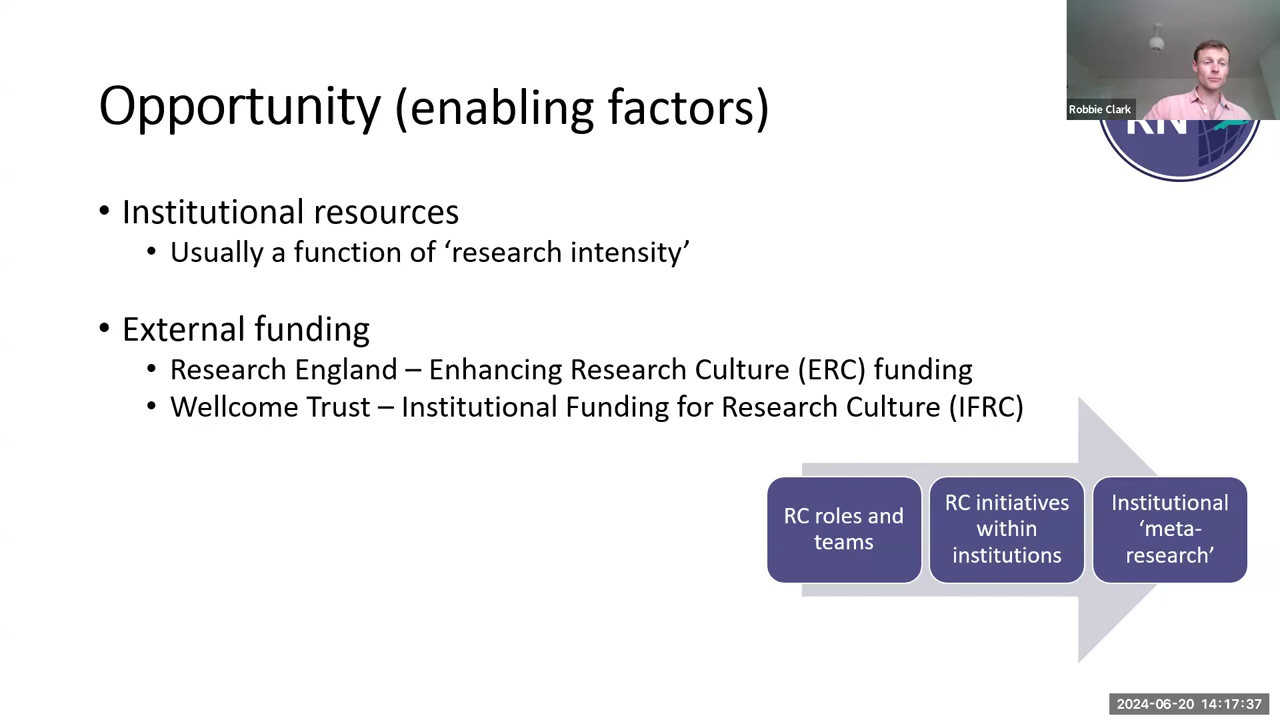 Opportunity (enabling factors)
Robbie Clark
RN
• Institutional resources
• Usually a function of ‘research intensity’
• External funding
• Research England – Enhancing Research Culture (ERC) funding
• Wellcome Trust – Institutional Funding for Research Culture (IFRC)
RC roles and
teams
RC initiatives
within
institutions
Institutional
‘meta-
research’
2024-06-20 14:17:37